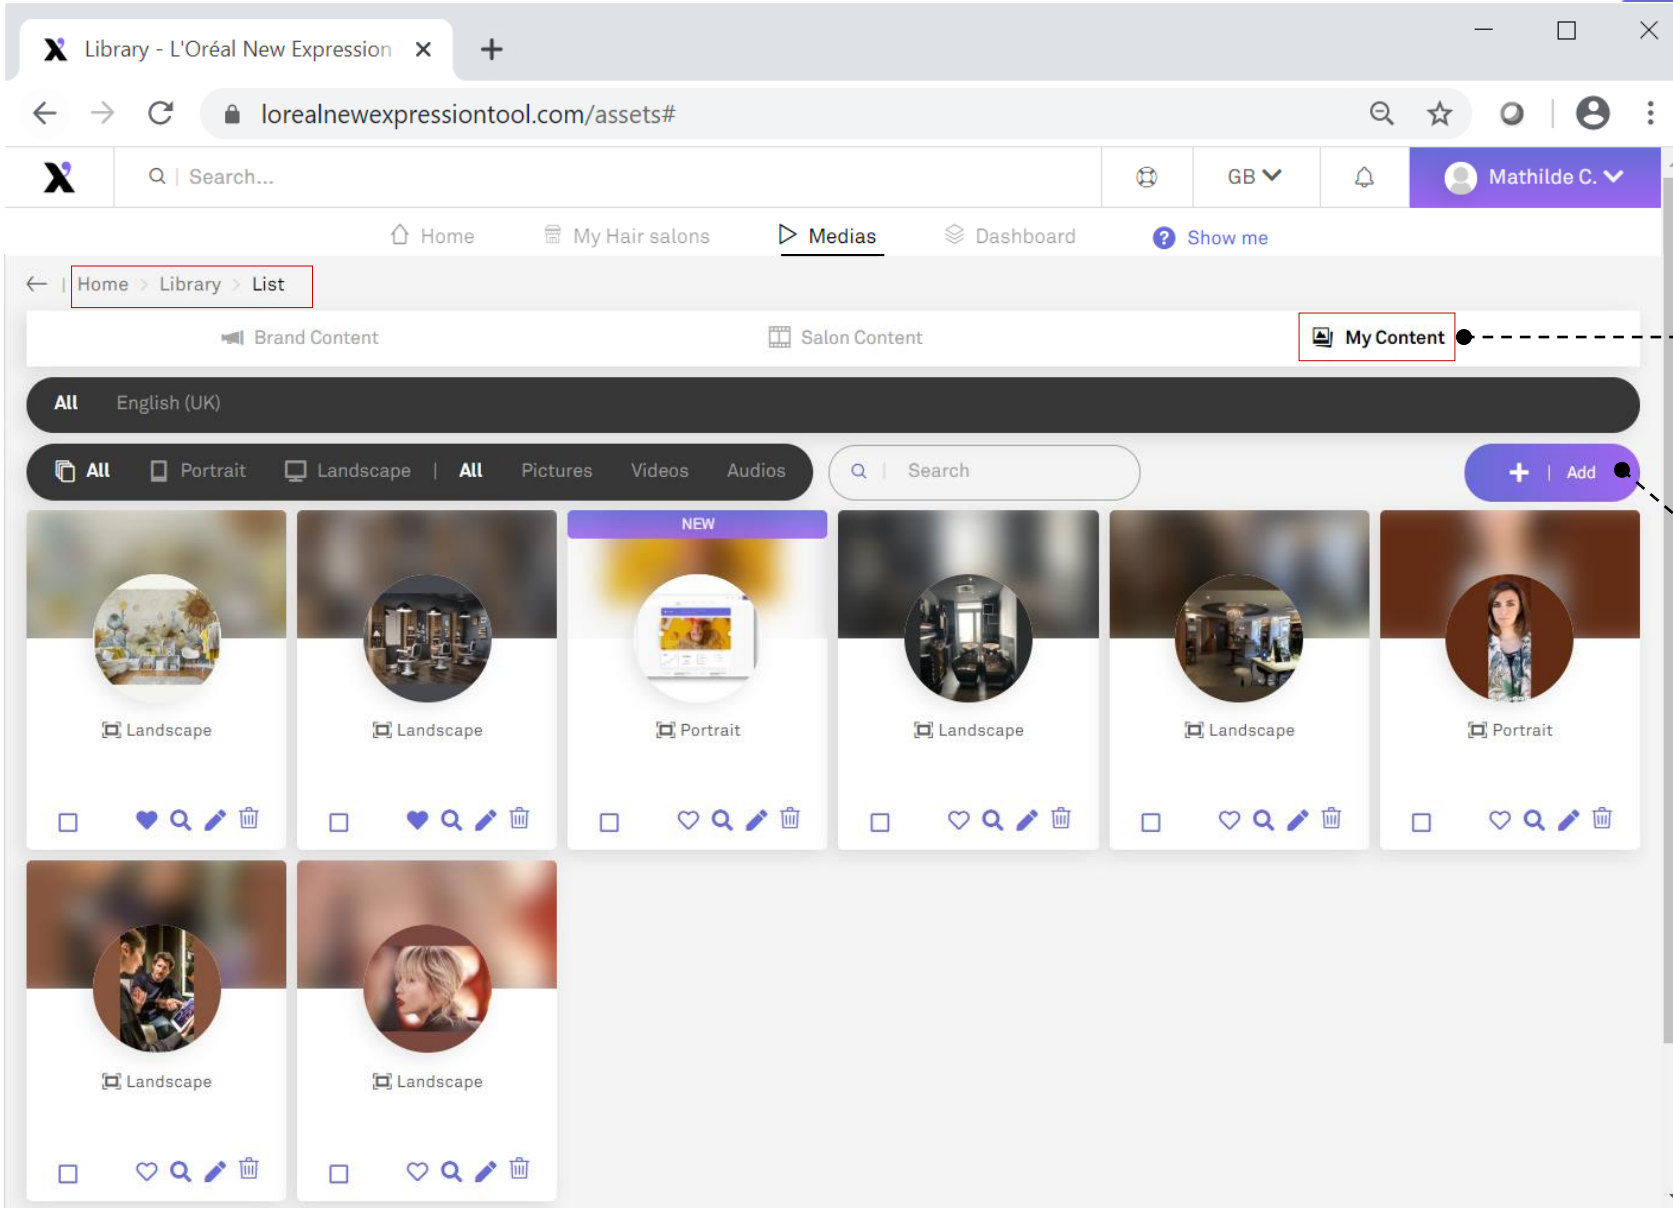 Library - L'Oréal New Expression
lorealnewexpressiontool.com/assets#
Search...
GB
Mathilde C.
Home
My Hair salons
Medias
Dashboard
? Show me
Home > Library > List
Brand Content
Salon Content
My Content
All
English (UK)
All
Portrait
Landscape
|
All
Pictures
Videos
Audios
Search
+ | Add
NEW
Landscape
Landscape
Portrait
Landscape
Landscape
Portrait
Landscape
Landscape